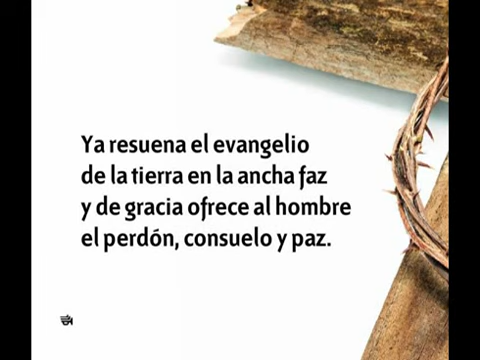 Ya resuena el evangelio
de la tierra en la ancha faz
y de gracia ofrece al hombre
el perdón, consuelo y paz.